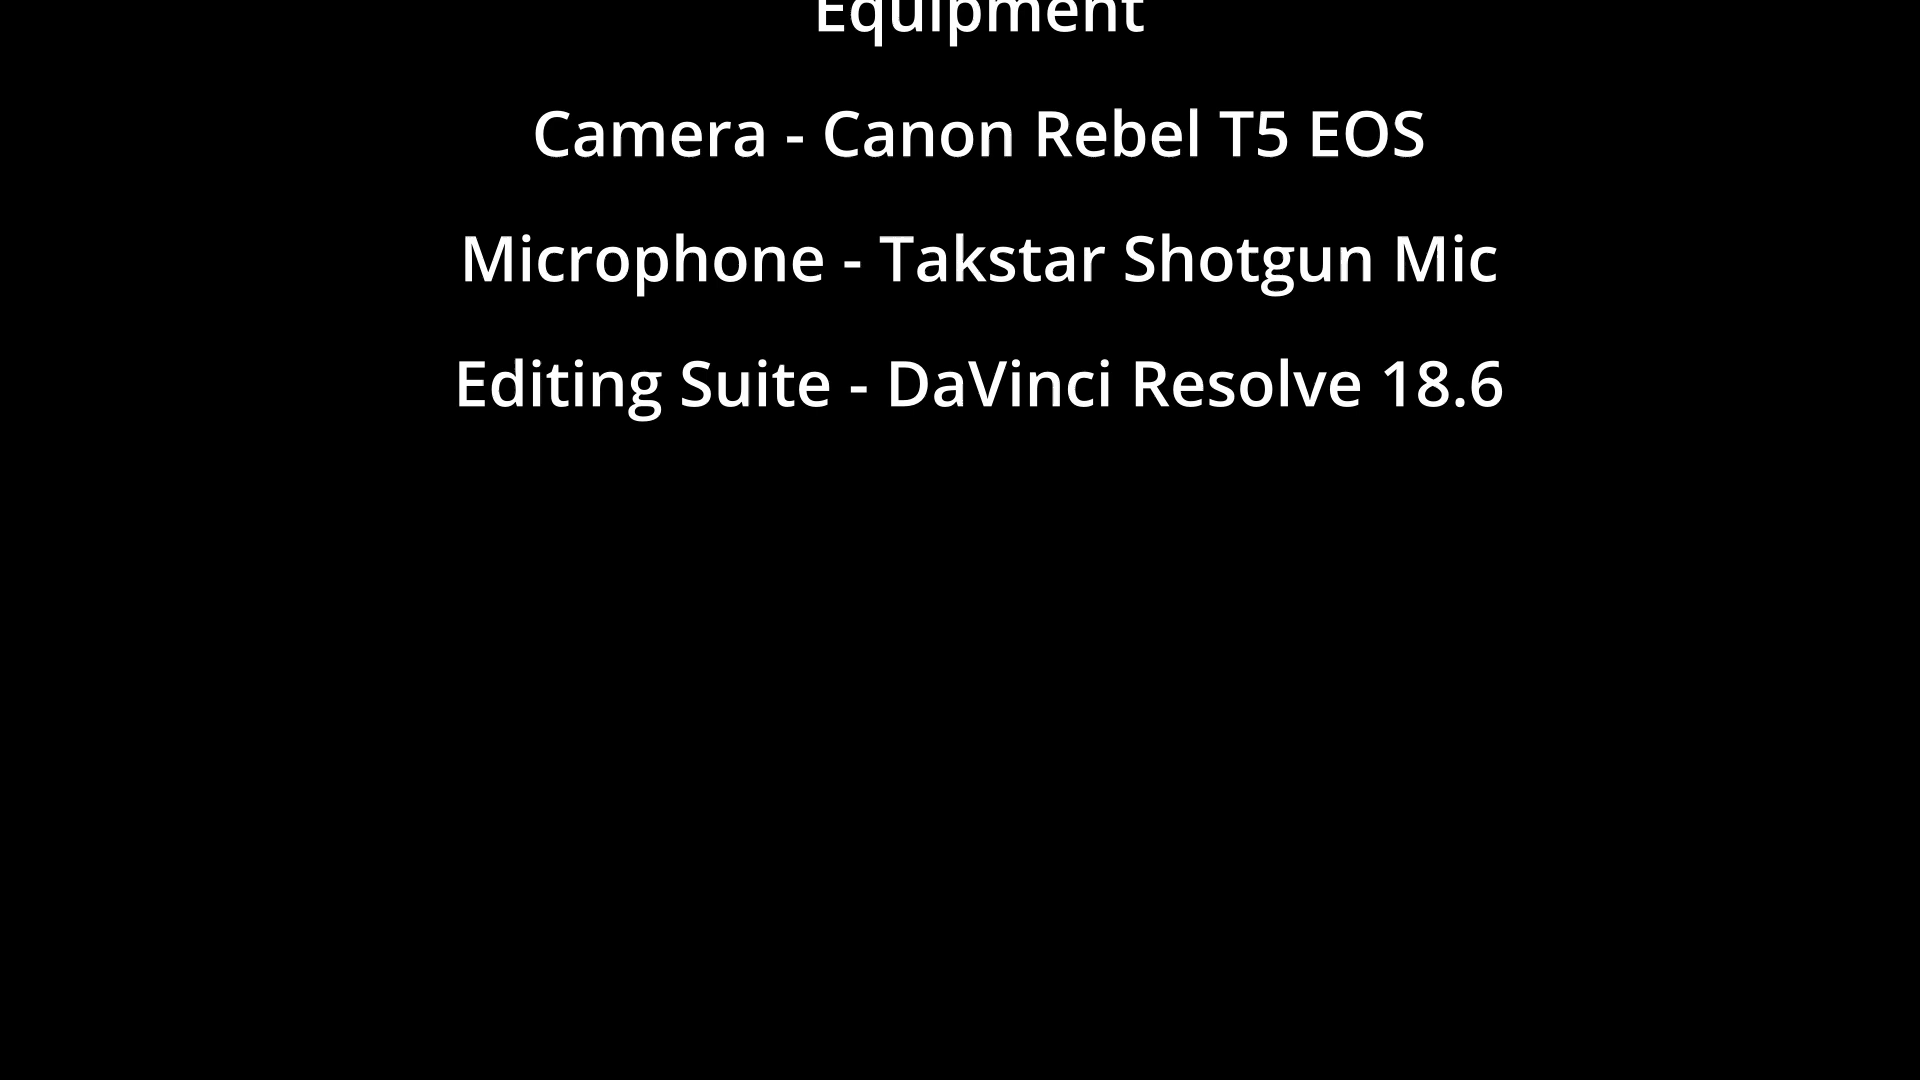 Equipment
Camera - Canon Rebel T5 EOS
Microphone - Takstar Shotgun Mic
Editing Suite - DaVinci Resolve 18.6